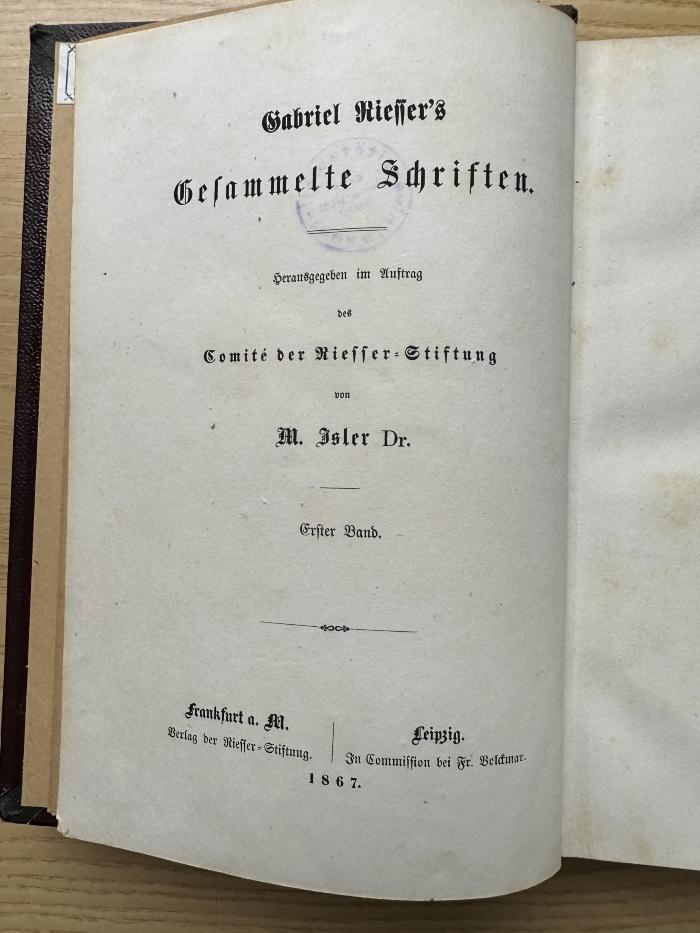 Gabriel Riesser's
Gesammelte Schriften.
Herausgegeben im Auftrag
des
Comité der Riesser-Stiftung
von
M. Isler Dr.
Erster Band.
Frankfurt a. M.
Verlag der Riesser-Stiftung.
Leipzig.
In Commission bei Fr. Volckmar.
1867.